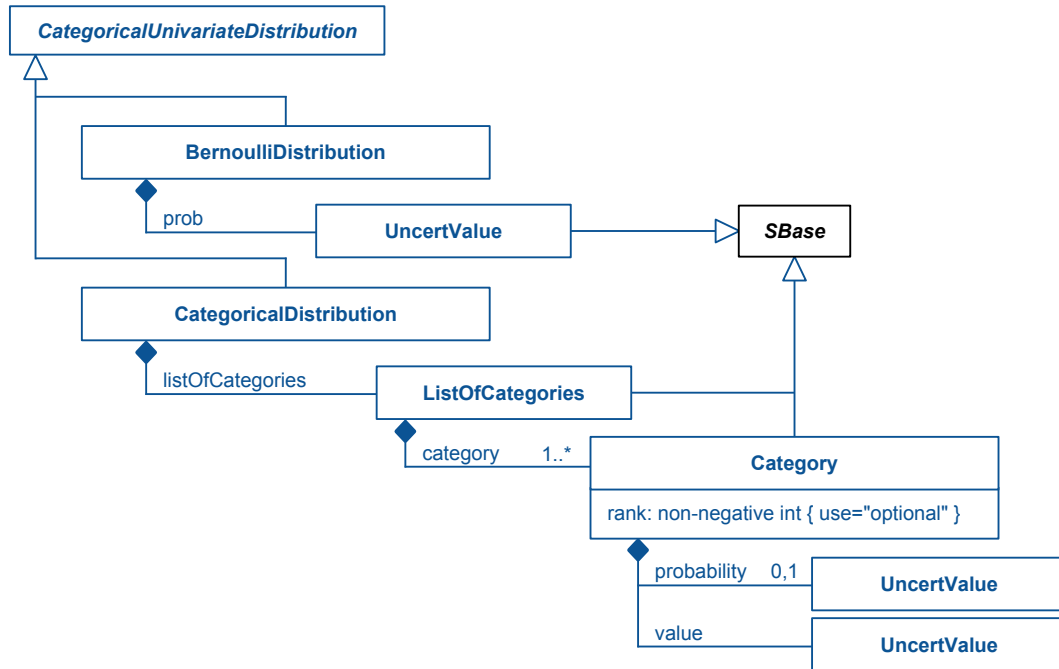 CategoricalUnivariateDistribution
BernoulliDistribution
prob
UncertValue
SBase
CategoricalDistribution
listOfCategories
ListOfCategories
category 1..*
Category
rank: non-negative int { use="optional" }
probability 0,1
UncertValue
value
UncertValue